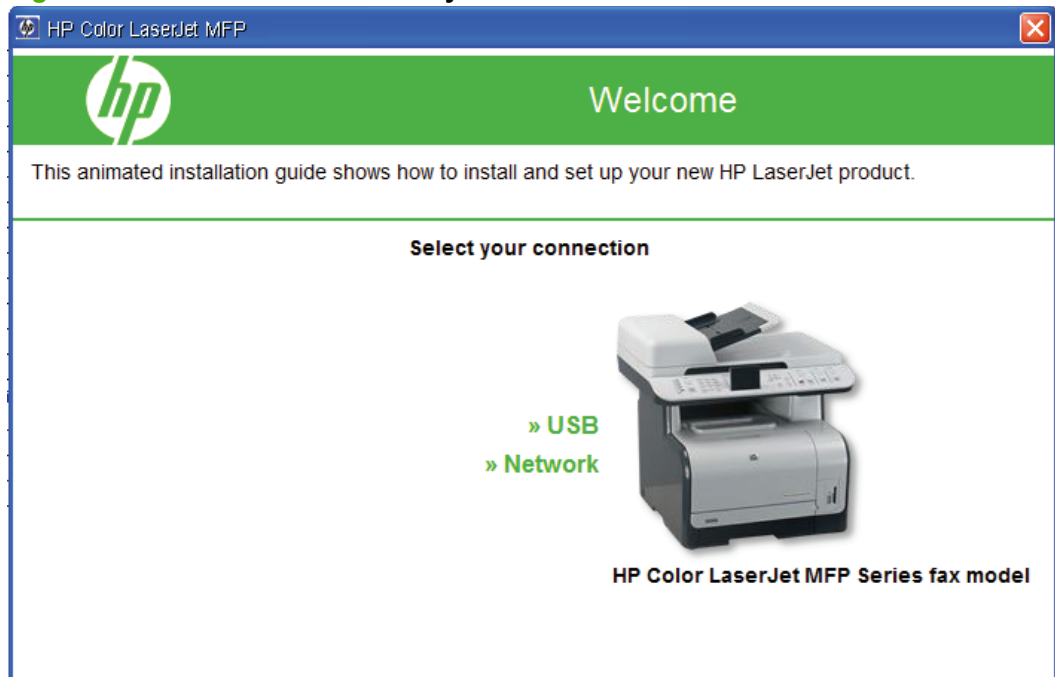 HP Color LaserJet MFP
hp
Welcome
This animated installation guide shows how to install and set up your new HP LaserJet product.
Select your connection
» USB
» Network
HP Color LaserJet MFP Series fax model